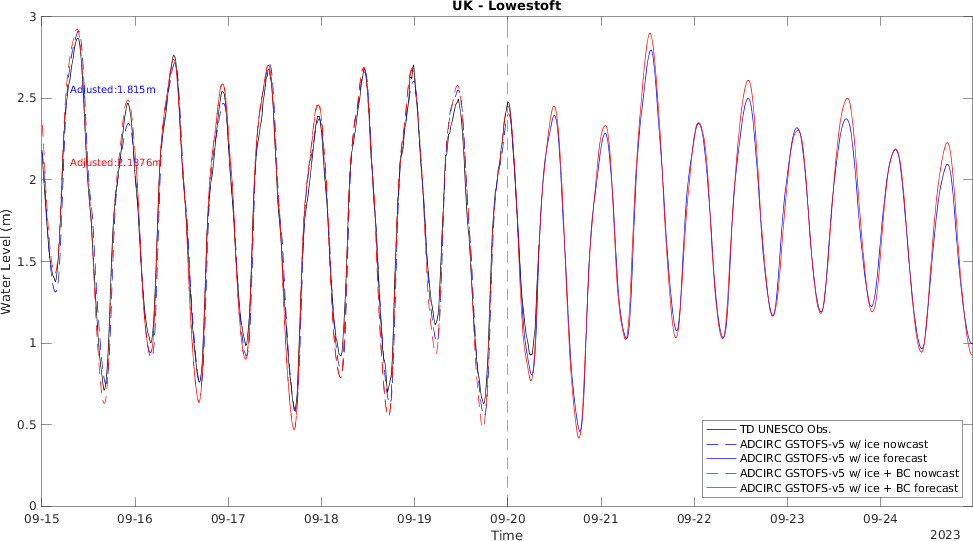 UK - Lowestoft
3
2.5
2
1.5
1
0.5
0
Water Level (m)
Adjusted:1.815m
Adjusted:2.1376m
TD UNESCO Obs.
ADCIRC GSTOFS-v5 w/ ice nowcast
ADCIRC GSTOFS-v5 w/ ice forecast
ADCIRC GSTOFS-v5 w/ ice + BC nowcast
ADCIRC GSTOFS-v5 w/ ice + BC forecast
09-15 09-16 09-17 09-18 09-19 09-20 09-21 09-22 09-23 09-24
Time
2023